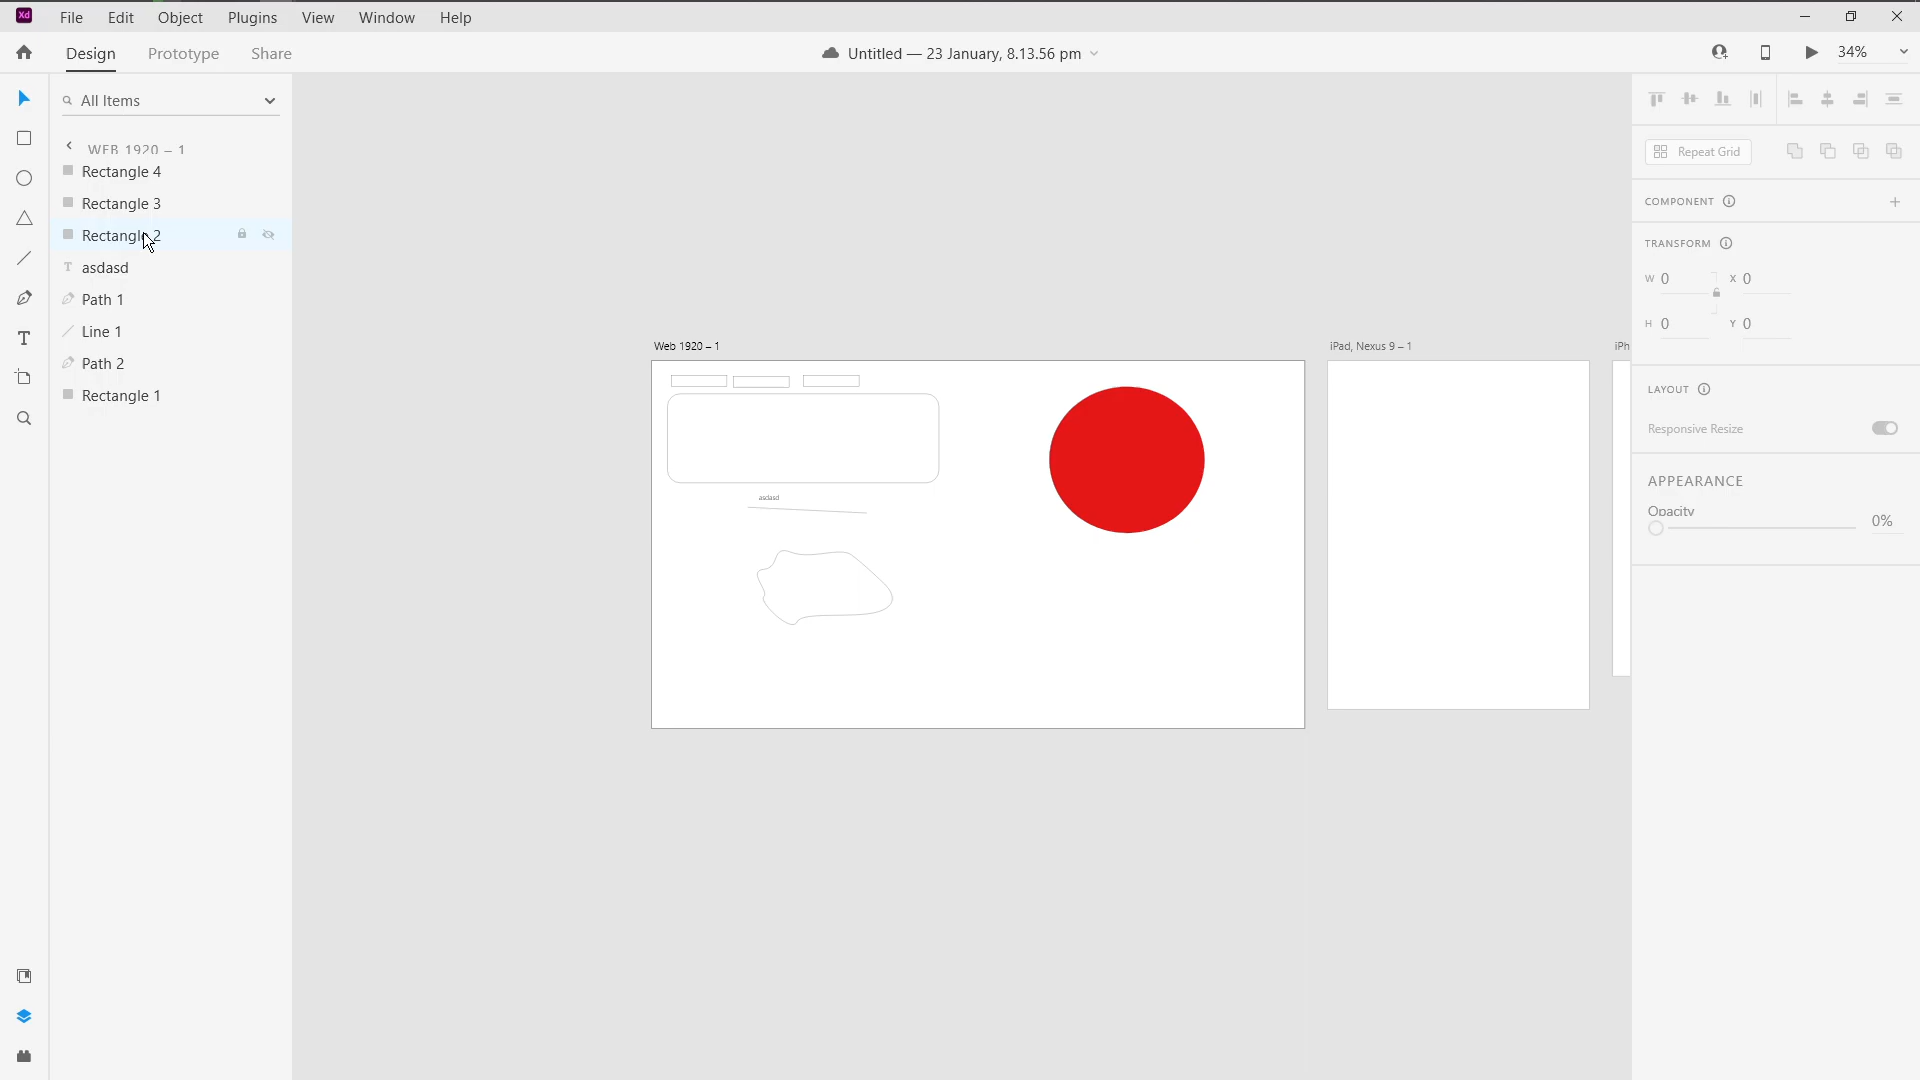 Xd File Edit Object Plugins View Window Help
Design Prototype Share Untitled — 23 January, 8.13.56 pm 34%
All Items
WEB 1920 – 1
Rectangle 4
Rectangle 3
Rectangle 2
asdasd
Path 1
Line 1
Path 2
Rectangle 1
Web 1920 – 1
asdasd
iPad, Nexus 9 – 1
iPh
Repeat Grid
COMPONENT
TRANSFORM
W 0 X 0
H 0 Y 0
LAYOUT
Responsive Resize
APPEARANCE
Opacity
0%